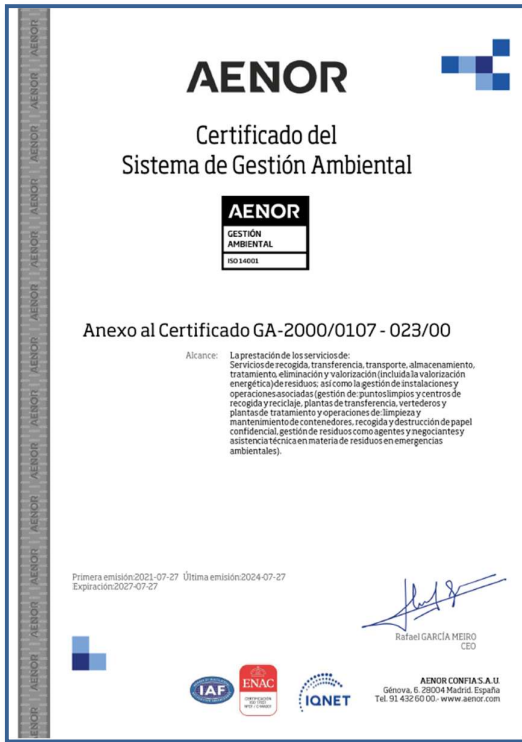 AENOR
Certificado del
Sistema de Gestión Ambiental
AENOR
GESTIÓN
AMBIENTAL
ISO 14001
Anexo al Certificado GA-2000/0107 - 023/00
Alcance: La prestación de los servicios de:
Servicios de recogida, transferencia, transporte, almacenamiento,
tratamiento, eliminación y valorización (incluida la valorización
energética) de residuos; así como la gestión de instalaciones y
operaciones asociadas (gestión de: puntos limpios y centros de
recogida y reciclaje, plantas de transferencia, vertederos y
plantas de tratamiento y operaciones de: limpieza y
mantenimiento de contenedores, recogida y destrucción de papel
confidencial, gestión de residuos como agentes y negociantes y
asistencia técnica en materia de residuos en emergencias
ambientales).
Primera emisión:2021-07-27 Última emisión:2024-07-27
Expiración:2027-07-27
Rafael GARCÍA MEIRO
CEO
IAF
ENAC
IQNET
AENOR CONFIA S.A.U.
Génova, 6. 28004 Madrid. España
Tel. 91 432 60 00.- www.aenor.com